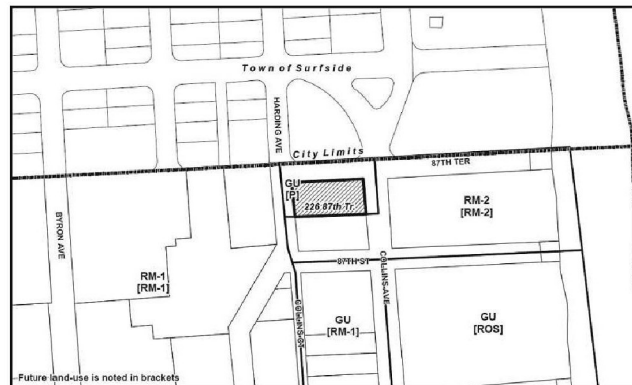 Town of Surfside
HARDING AVE
City Limits
87TH TER
GU
[P]
226 87th Tr
RM-2
[RM-2]
BYRON AVE
87TH ST
COLLINS AVE
RM-1
[RM-1]
COLLINS CT
GU
[RM-1]
GU
[ROS]
Future land-use is noted in brackets